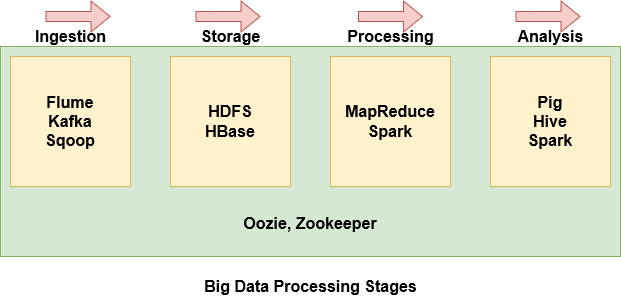 Ingestion
Storage
Processing
Analysis
Flume
Kafka
Sqoop
HDFS
HBase
MapReduce
Spark
Pig
Hive
Spark
Oozie, Zookeeper
Big Data Processing Stages